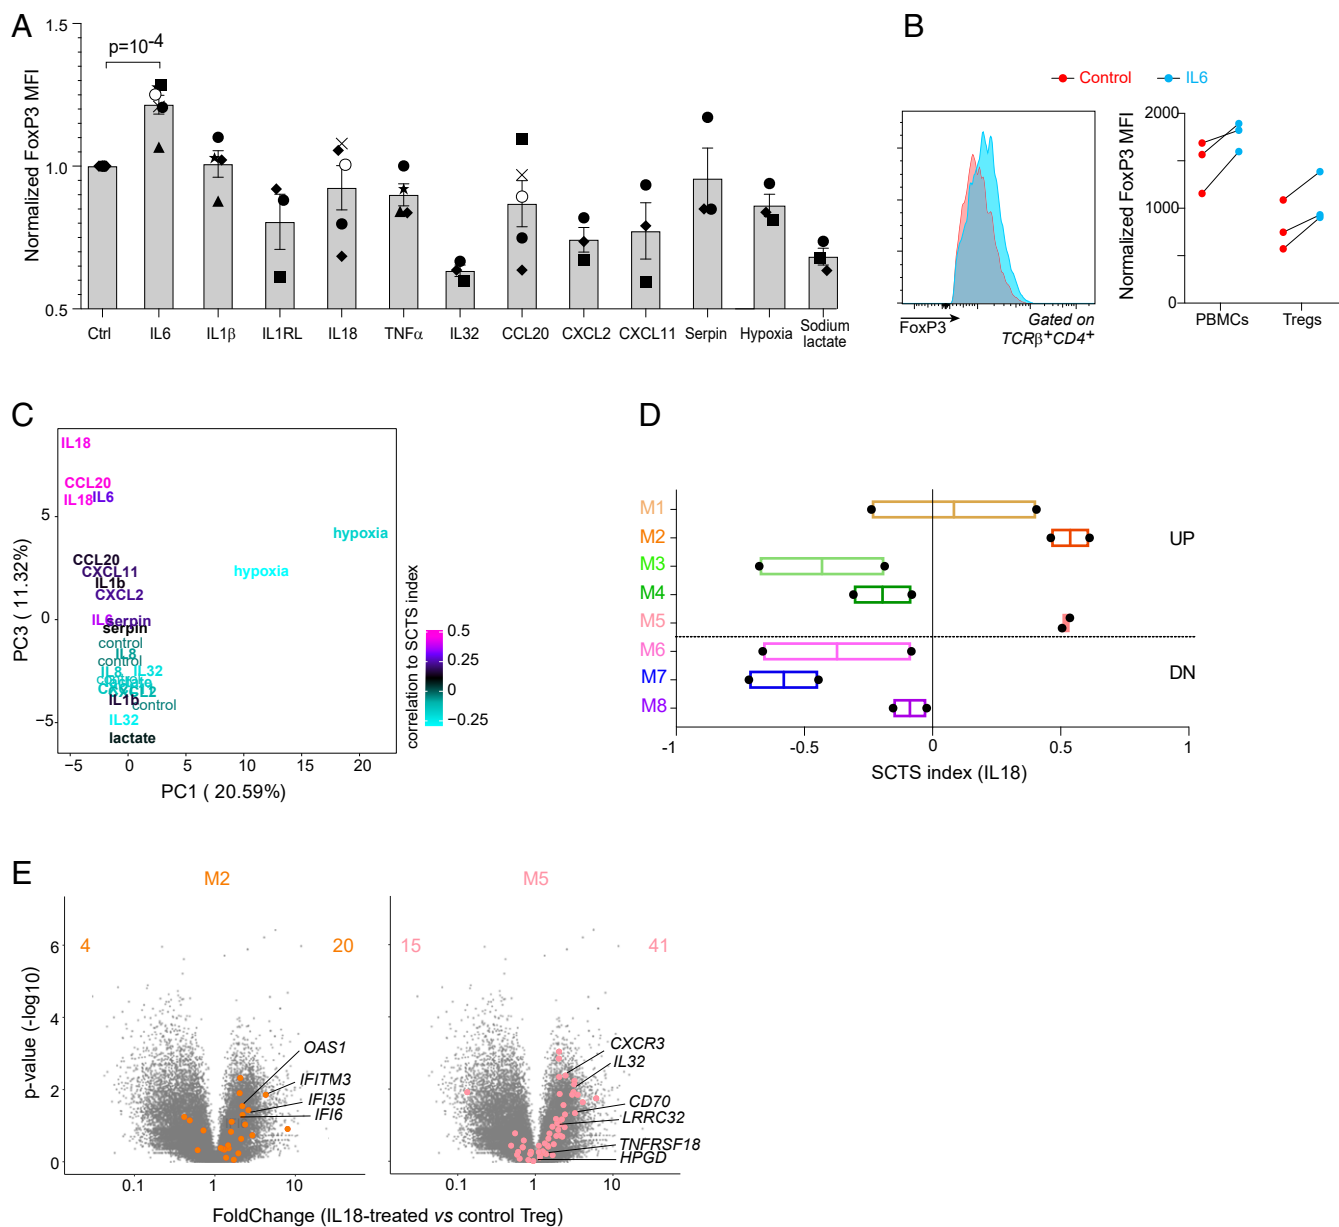 A
1.5
1.0
0.5
Normalized FoxP3 MFI
p=10-4
Ctrl
IL6
IL1β
IL1RL
IL18
TNFα
IL32
CCL20
CXCL2
CXCL11
Serpin
Hypoxia
Sodium
lactate
B
Control
IL6
FoxP3
Gated on
TCRβ+CD4+
Normalized FoxP3 MFI
2000
1000
0
PBMCs
Tregs
C
IL18
CCL20
IL18
IL6
hypoxia
CCL20
CXCL11
hypoxia
IL1b
CXCL2
IL6
serpin
serpin
control
IL8
control
IL8
IL32
control
lactate
CXCL11
CXCL2
IL1b
control
IL32
lactate
5
0
−5
PC3 ( 11.32%)
−5
0
5
10
15
20
PC1 ( 20.59%)
correlation to SCTS index
0.5
0.25
0
−0.25
D
M1
M2
M3
M4
M5
M6
M7
M8
UP
DN
-1
-0.5
0
0.5
1
SCTS index (IL18)
E
M2
M5
4
20
15
41
p-value (-log10)
6
4
2
0
OAS1
IFITM3
IFI35
IFI6
CXCR3
IL32
CD70
LRRC32
TNFRSF18
HPGD
0.1
1
10
0.1
1
10
FoldChange (IL18-treated vs control Treg)